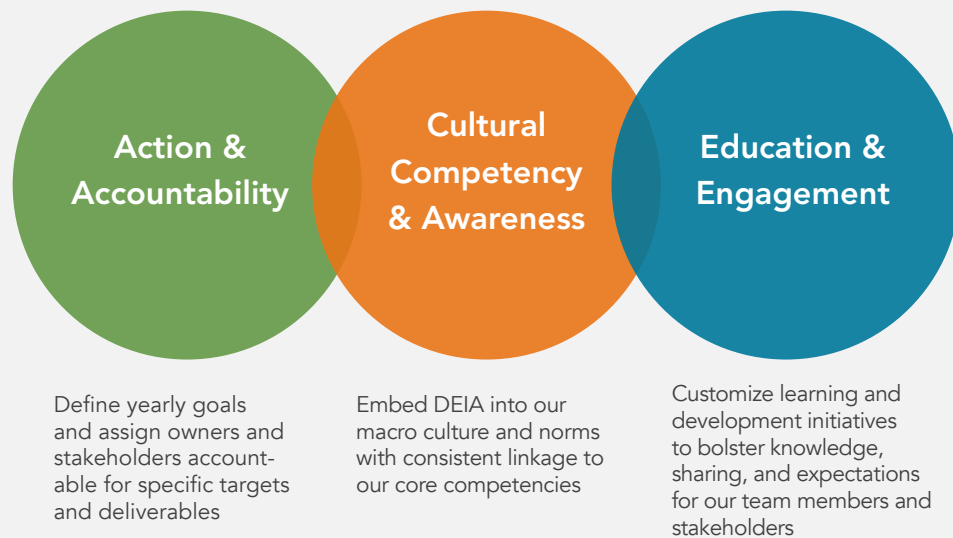 Action &
Accountability
Cultural
Competency
& Awareness
Education &
Engagement
Define yearly goals
and assign owners and
stakeholders account-
able for specific targets
and deliverables
Embed DEIA into our
macro culture and norms
with consistent linkage to
our core competencies
Customize learning and
development initiatives
to bolster knowledge,
sharing, and expectations
for our team members and
stakeholders